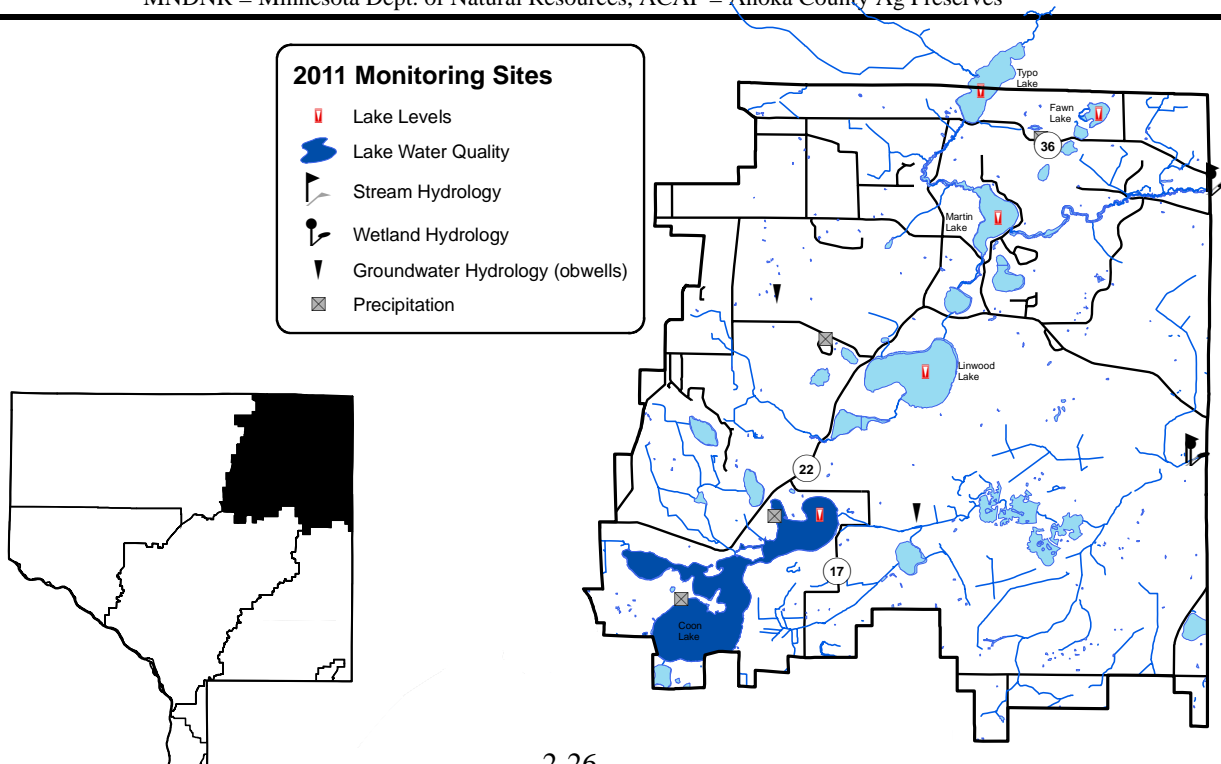 MNDNR = Minnesota Dept. of Natural Resources, ACAP = Anoka County Ag Preserves
2011 Monitoring Sites
Lake Levels
Lake Water Quality
Stream Hydrology
Wetland Hydrology
Groundwater Hydrology (obwells)
Precipitation
Typo
Lake
Fawn
Lake
36
Martin
Lake
Linwood
Lake
22
17
Coon
Lake
2-26